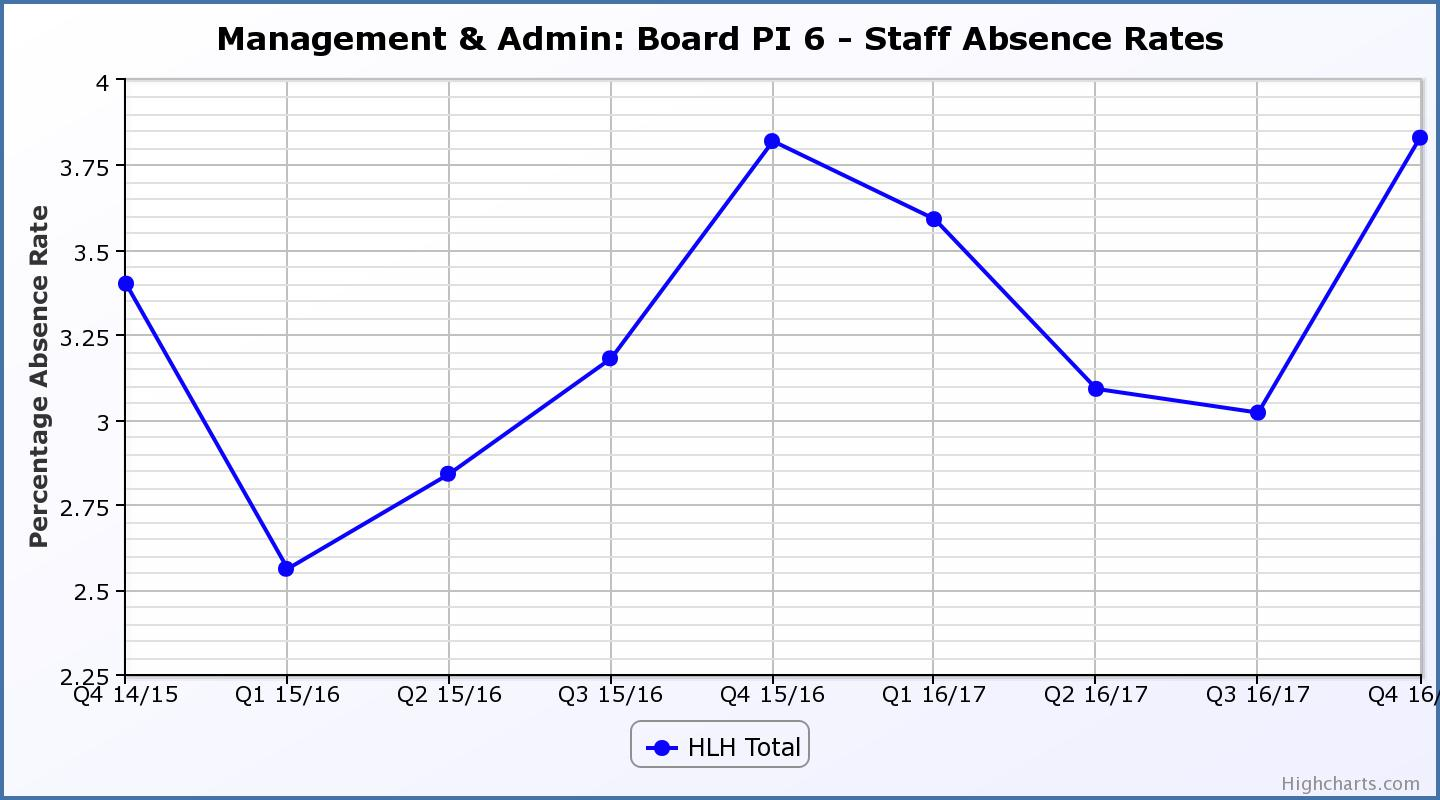 Management & Admin: Board PI 6 - Staff Absence Rates
Percentage Absence Rate
4
3.75
3.5
3.25
3
2.75
2.5
2.25
Q4 14/15 Q1 15/16 Q2 15/16 Q3 15/16 Q4 15/16 Q1 16/17 Q2 16/17 Q3 16/17 Q4 16/
HLH Total
Highcharts.com